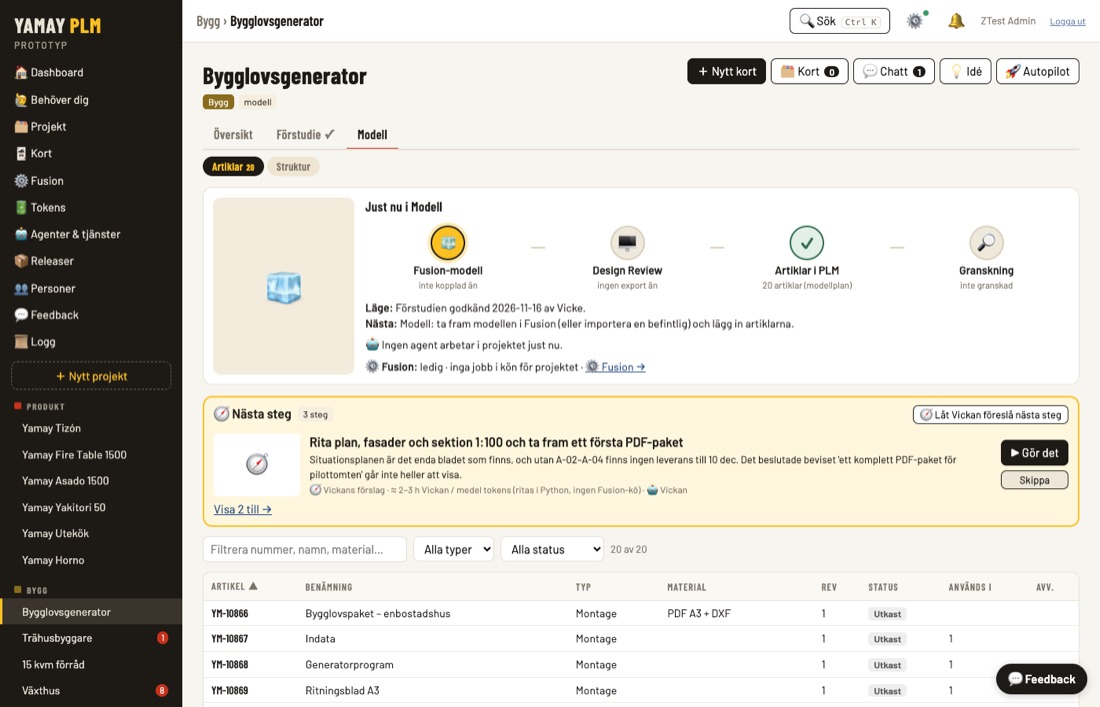 YAMAY PLM
PROTOTYP
Dashboard
Behöver dig
Projekt
Kort
Fusion
Tokens
Agenter & tjänster
Releaser
Personer
Feedback
Logg
+ Nytt projekt
PRODUKT
Yamay Tizón
Yamay Fire Table 1500
Yamay Asado 1500
Yamay Yakitori 50
Yamay Utekök
Yamay Horno
BYGG
Bygglovsgenerator
Trähusbyggare 1
15 kvm förråd
Växthus 8
Bygg › Bygglovsgenerator
Sök Ctrl K
ZTest Admin
Logga ut
Bygglovsgenerator
+ Nytt kort
Kort 0
Chatt 1
Idé
Autopilot
Bygg modell
Översikt
Förstudie ✓
Modell
Artiklar 20
Struktur
Just nu i Modell
Fusion-modell
inte kopplad än
Design Review
ingen export än
Artiklar i PLM
20 artiklar (modellplan)
Granskning
inte granskad
Läge: Förstudien godkänd 2026-11-16 av Vicke.
Nästa: Modell: ta fram modellen i Fusion (eller importera en befintlig) och lägg in artiklarna.
Ingen agent arbetar i projektet just nu.
Fusion: ledig · inga jobb i kön för projektet · Fusion →
Nästa steg 3 steg
Låt Vickan föreslå nästa steg
Rita plan, fasader och sektion 1:100 och ta fram ett första PDF-paket
Situationsplanen är det enda bladet som finns, och utan A-02–A-04 finns ingen leverans till 10 dec. Det beslutade beviset 'ett komplett PDF-paket för
pilottomten' går inte heller att visa.
Vickans förslag · ≈ 2–3 h Vickan / medel tokens (ritas i Python, ingen Fusion-kö) · Vickan
▶ Gör det
Skippa
Visa 2 till →
Filtrera nummer, namn, material...
Alla typer
Alla status
20 av 20
ARTIKEL ▲ BENÄMNING TYP MATERIAL REV STATUS ANVÄNDS I AVV.
YM-10866 Bygglovspaket – enbostadshus Montage PDF A3 + DXF 1 Utkast
YM-10867 Indata Montage 1 Utkast 1
YM-10868 Generatorprogram Montage 1 Utkast 1
YM-10869 Ritningsblad A3 Montage 1 Utkast 1
Feedback